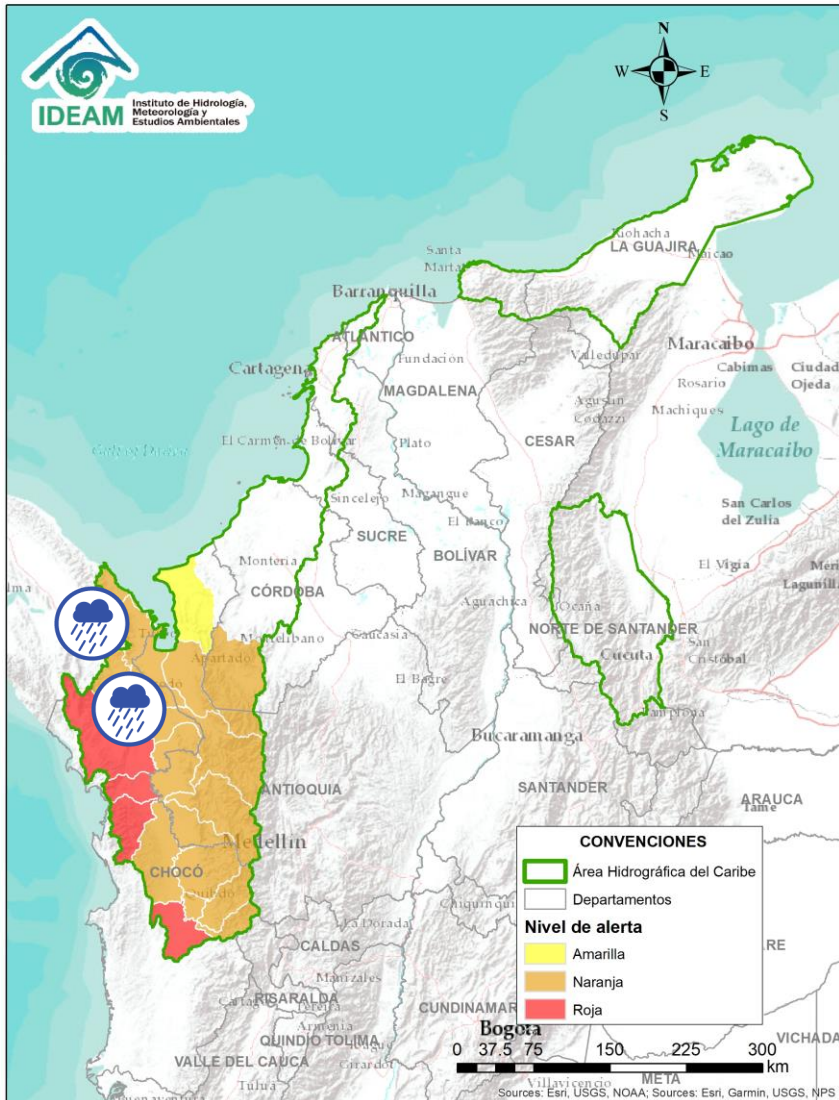 IDEAM
Instituto de Hidrología,
Meteorología y
Estudios Ambientales
N
W
E
S
Riohacha
LA GUAJIRA
Maicao
Santa
Marta
Barranquilla
ATLANTICO
Cartagena
Fundación
Valledupar
Maracaibo
Cabimas
Ciudad
Ojeda
Rosario
MAGDALENA
Agustín
Codazzi
Machiques
Lago de
Maracaibo
El Carmen de Bolívar
Plato
CESAR
Sincelejo
Magangue
San Carlos
del Zulia
SUCRE
El Banco
BOLÍVAR
Montería
El Vigía
CÓRDOBA
Aguachica
Ocaña
NORTE DE SANTANDER
Montelíbano
Caucasia
San
Cristóbal
Apartadó
Cucuta
El Bagre
Pamplona
Bucaramanga
ANTIOQUIA
SANTANDER
ARAUCA
Tame
Medellín
CHOCÓ
Quibdó
La Dorada
CALDAS
Manizales
RISARALDA
Pereira
Armenia
QUINDÍO
TOLIMA
Girardot
CUNDINAMAR
Bogotá
VALLE DEL CAUCA
Tuluá
Villavicencio
META
VICHADA
CONVENCIONES
Área Hidrográfica del Caribe
Departamentos
Nivel de alerta
Amarilla
Naranja
Roja
0 37.5 75 150 225 300
km
Sources: Esri, USGS, NOAA; Sources: Esri, Garmin, USGS, NPS